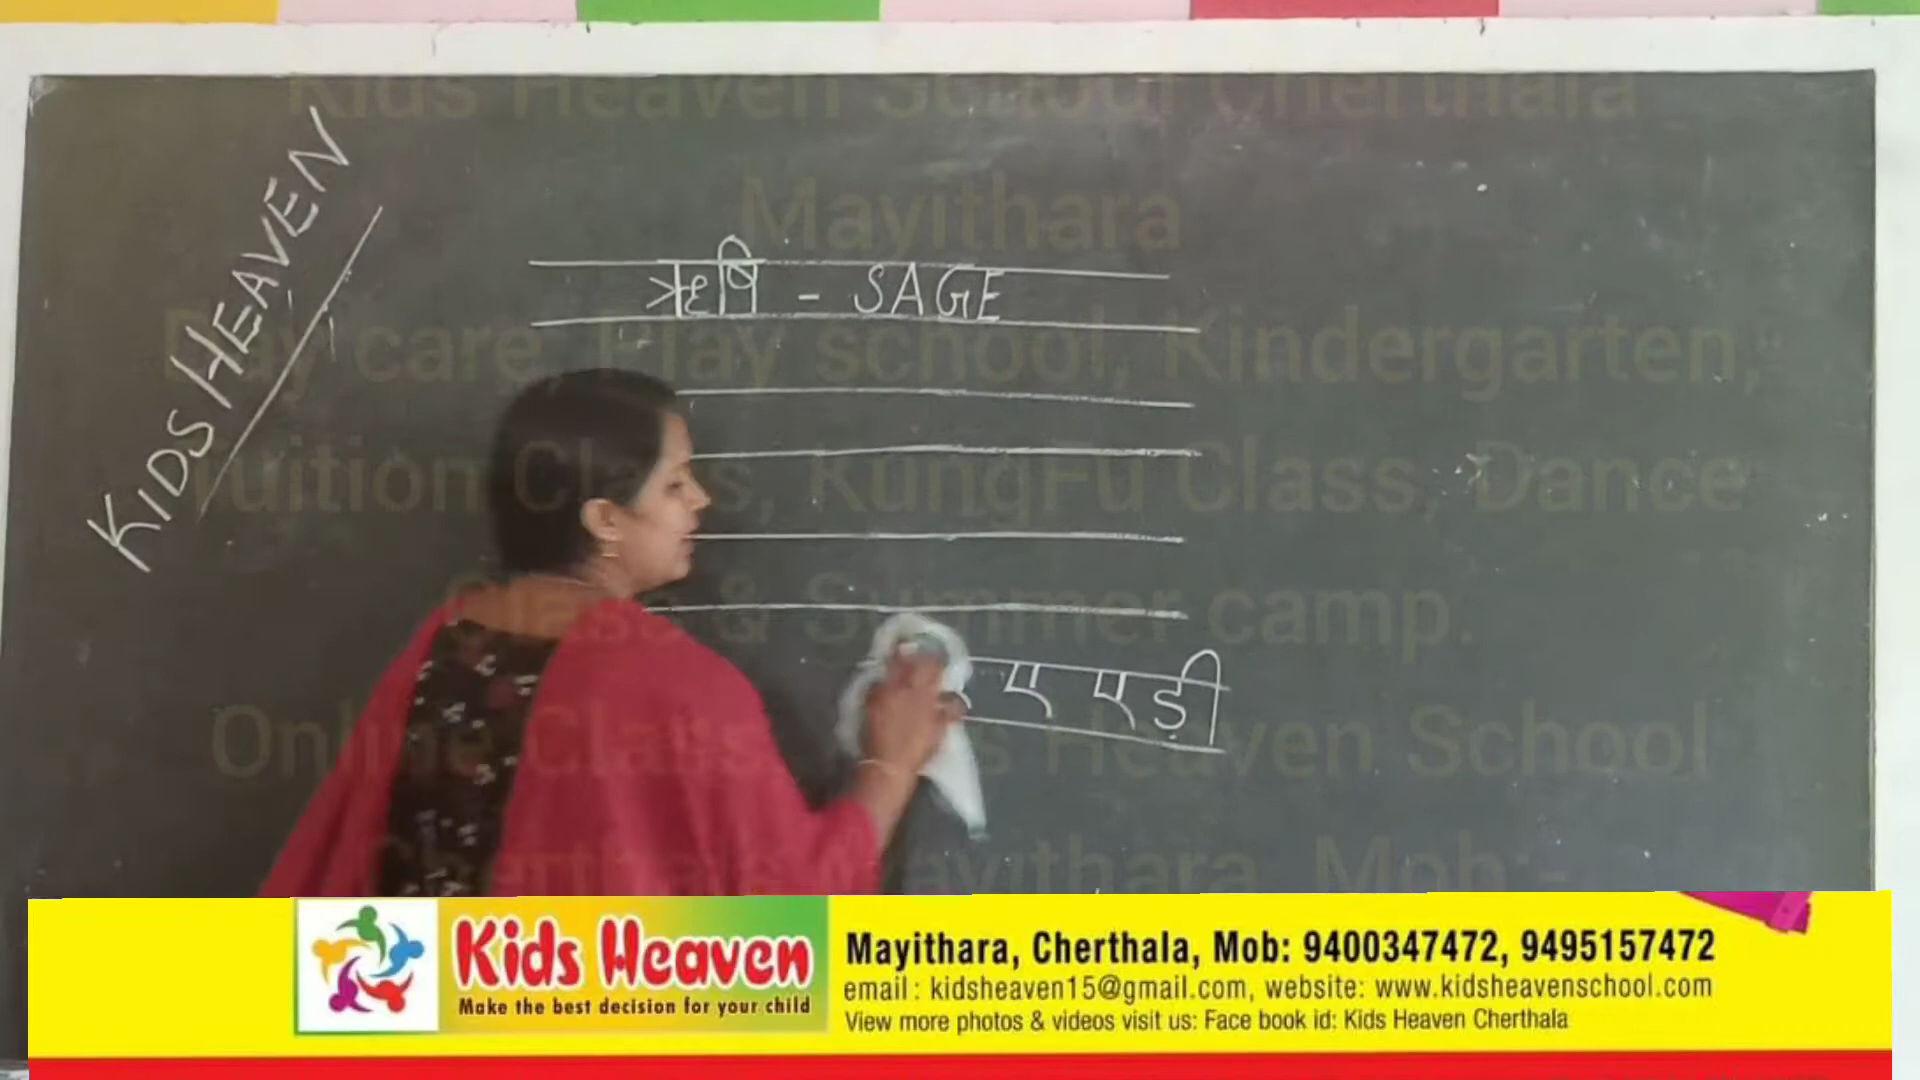 Kids Heaven School Cherthala
Mayithara
KIDS HEAVEN
ऋषि - SAGE
Day care, Play school, Kindergarten,
Tuition Class, KungFu Class, Dance
Class & Summer camp.
ए एड़ी
Online Class Kids Heaven School
Cherthala Mayithara, Mob:-
Kids Heaven
Make the best decision for your child
Mayithara, Cherthala, Mob: 9400347472, 9495157472
email : kidsheaven15@gmail.com, website: www.kidsheavenschool.com
View more photos & videos visit us: Face book id: Kids Heaven Cherthala